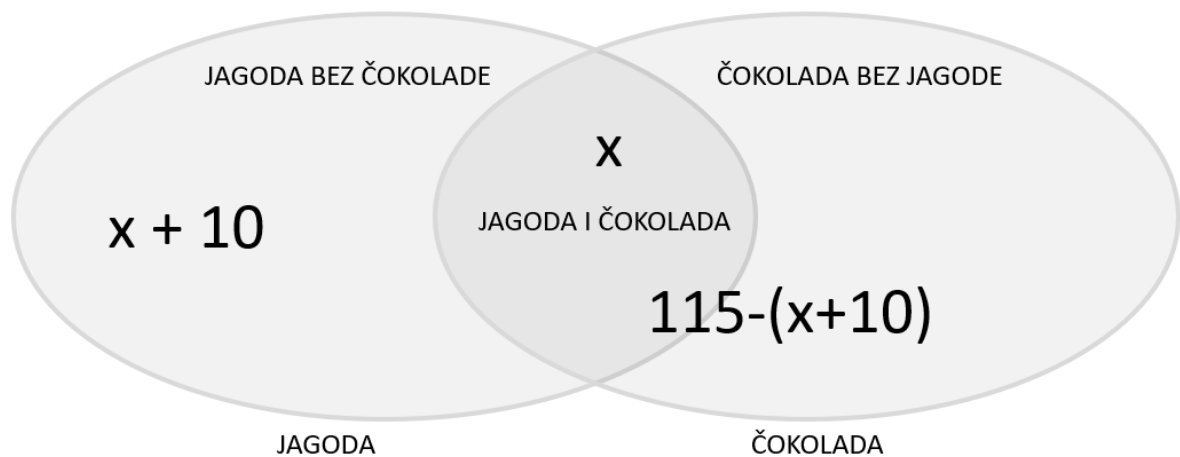 JAGODA BEZ ČOKOLADE
ČOKOLADA BEZ JAGODE
x
JAGODA I ČOKOLADA
x + 10
115-(x+10)
JAGODA
ČOKOLADA